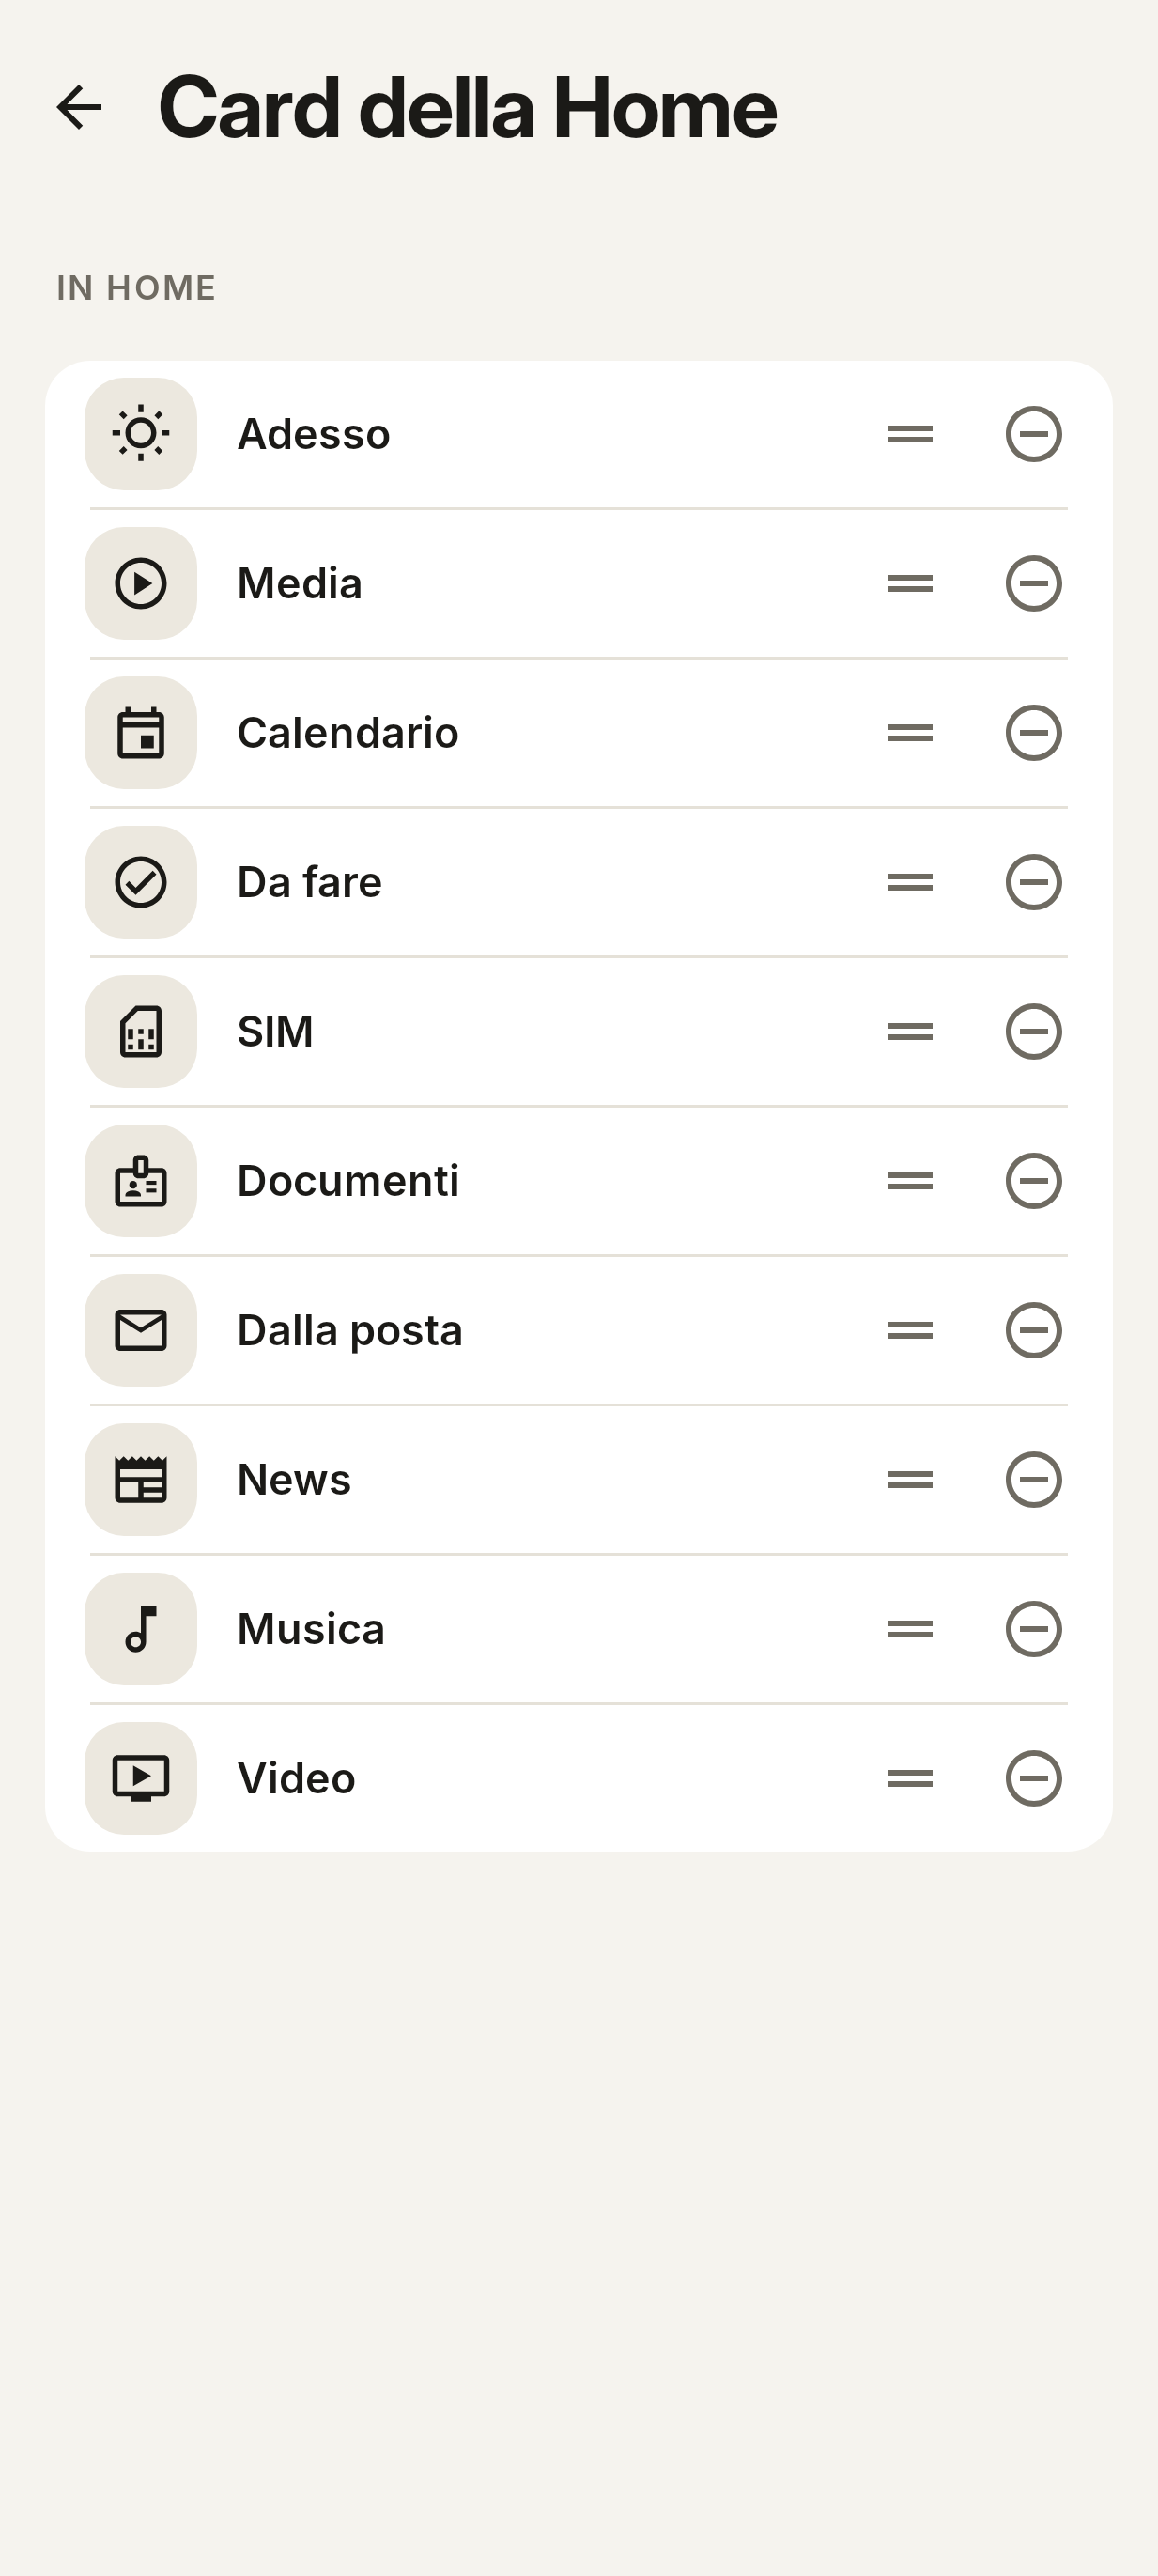 Card della Home
IN HOME
Adesso
Media
Calendario
Da fare
SIM
Documenti
Dalla posta
News
Musica
Video